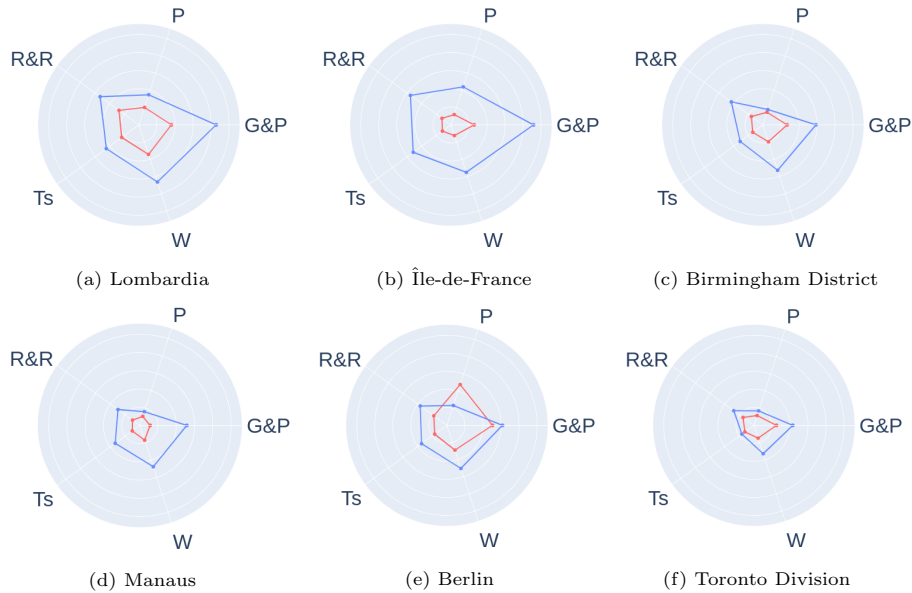 P
R&R
G&P
Ts
W
(a) Lombardia
P
R&R
G&P
Ts
W
(b) Île-de-France
P
R&R
G&P
Ts
W
(c) Birmingham District
P
R&R
G&P
Ts
W
(d) Manaus
P
R&R
G&P
Ts
W
(e) Berlin
P
R&R
G&P
Ts
W
(f) Toronto Division